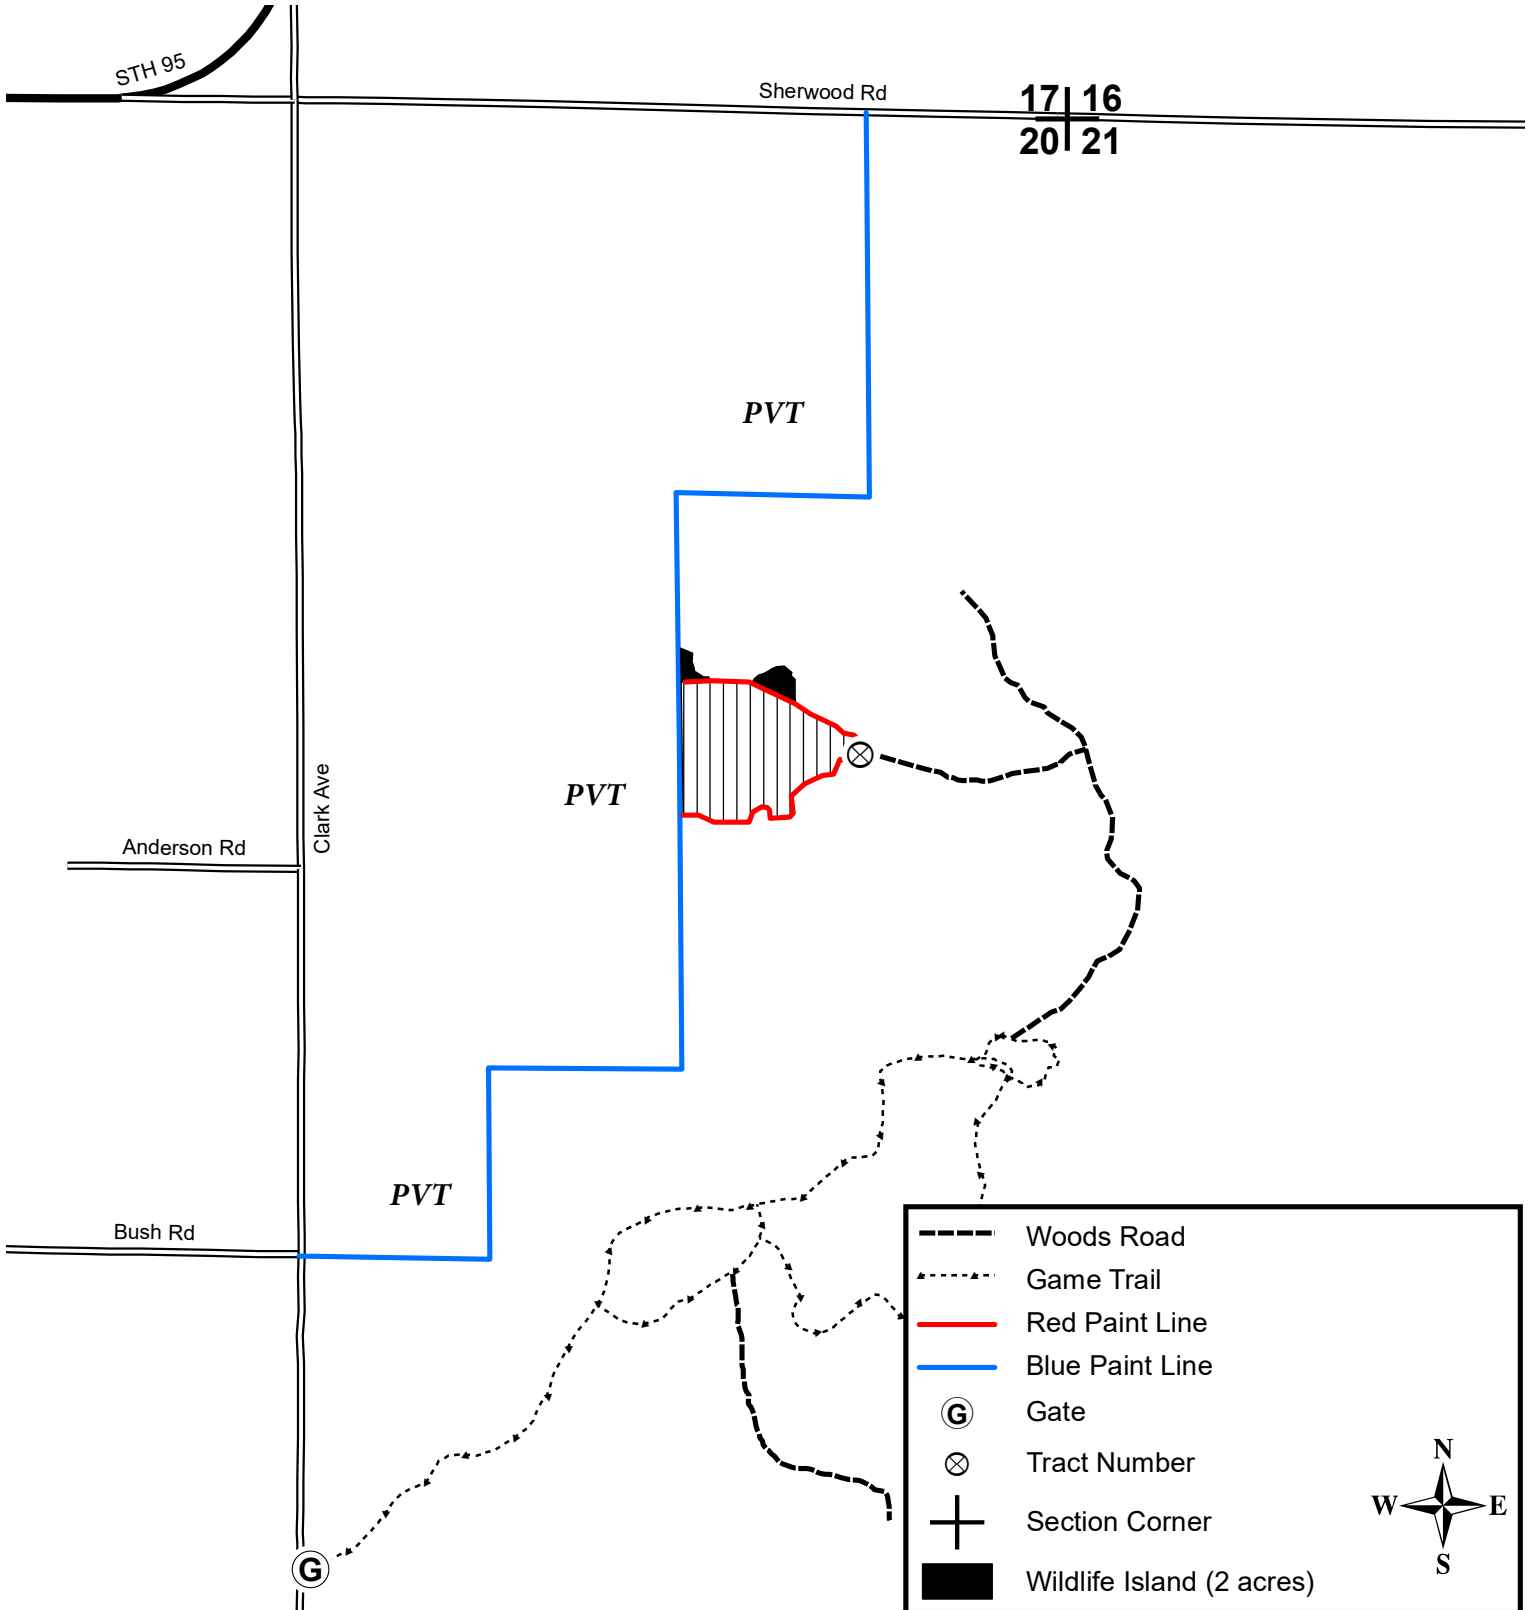 STH 95
Sherwood Rd
17 16
20 21
PVT
Clark Ave
PVT
Anderson Rd
PVT
Bush Rd
G
Woods Road
Game Trail
Red Paint Line
Blue Paint Line
G Gate
Tract Number
Section Corner
Wildlife Island (2 acres)
N
W E
S